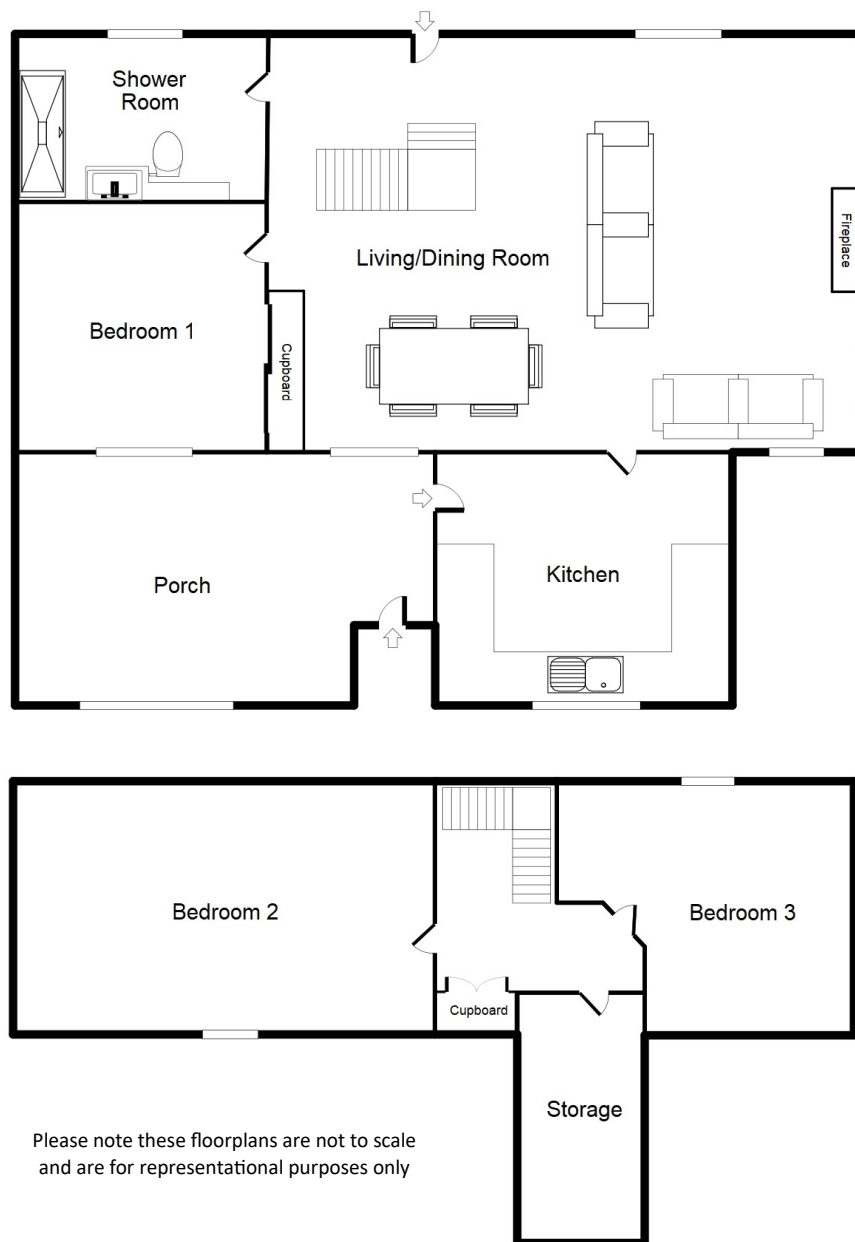 Shower
Room
Fireplace
Living/Dining Room
Bedroom 1
Cupboard
Porch
Kitchen
Bedroom 2
Bedroom 3
Cupboard
Storage
Please note these floorplans are not to scale
and are for representational purposes only